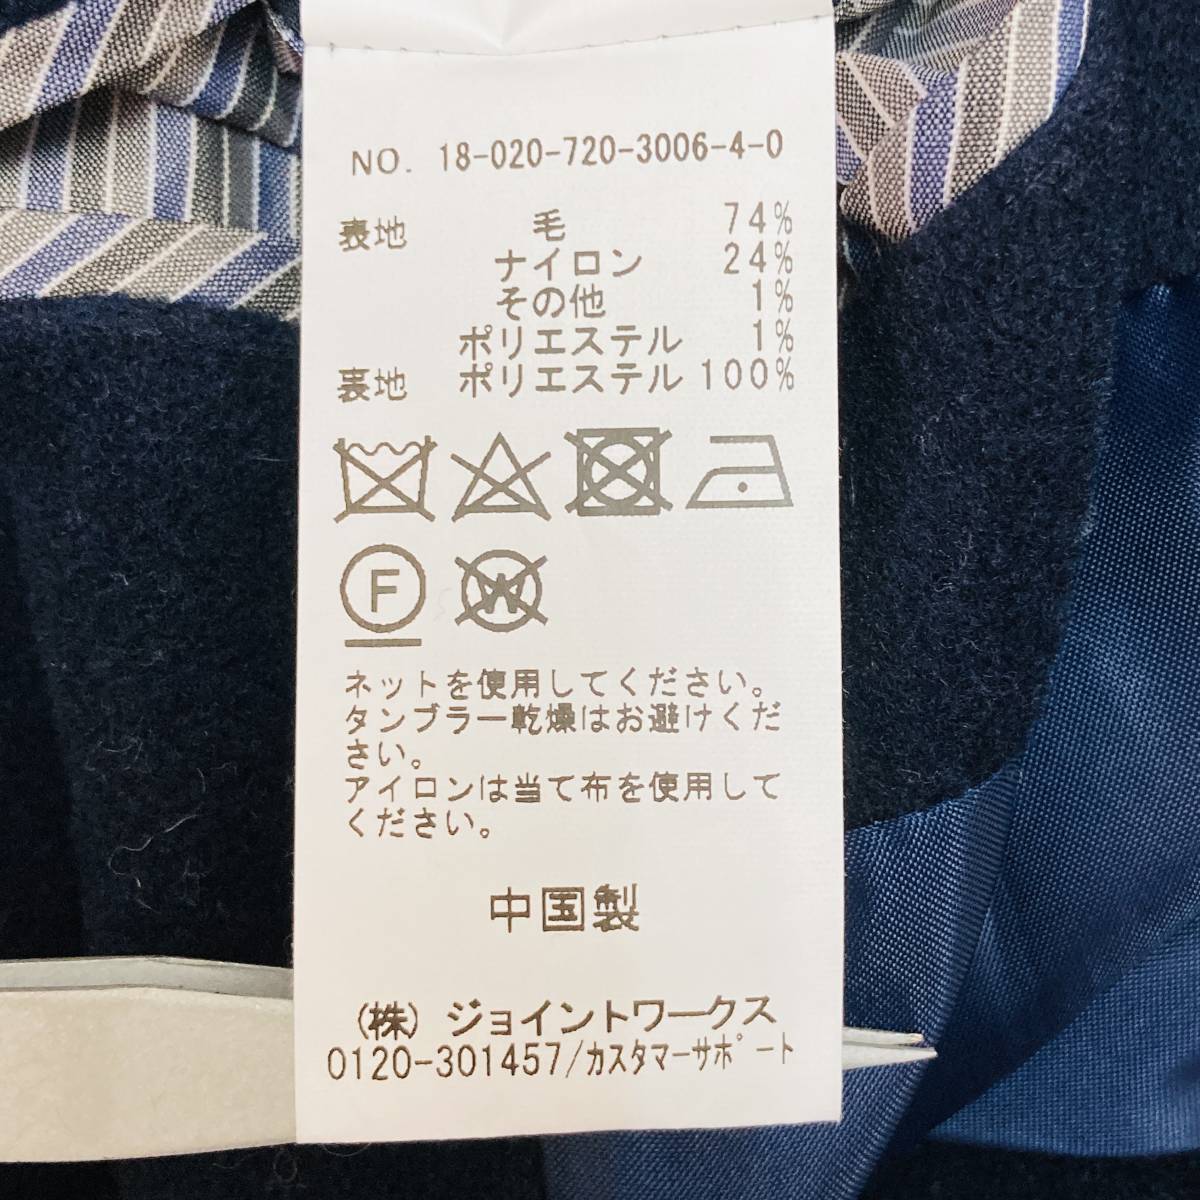 NO. 18-020-720-3006-4-0
表地 毛 74%
ナイロン 24%
その他 1%
ポリエステル 1%
裏地 ポリエステル 100%
F W
ネットを使用してください。
タンブラー乾燥はお避けくだ
さい。
アイロンは当て布を使用して
ください。
中国製
(株) ジョイントワークス
0120-301457/カスタマーサポート